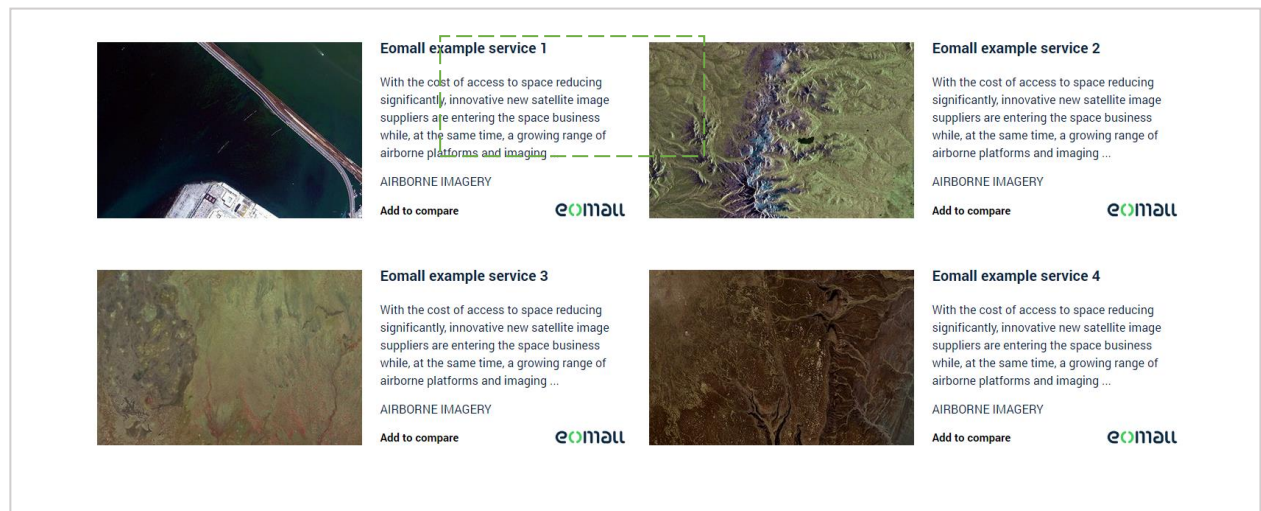 Eomall example service 1
With the cost of access to space reducing
significantly, innovative new satellite image
suppliers are entering the space business
while, at the same time, a growing range of
airborne platforms and imaging ...
AIRBORNE IMAGERY
Add to compare
eomall
Eomall example service 2
With the cost of access to space reducing
significantly, innovative new satellite image
suppliers are entering the space business
while, at the same time, a growing range of
airborne platforms and imaging ...
AIRBORNE IMAGERY
Add to compare
eomall
Eomall example service 3
With the cost of access to space reducing
significantly, innovative new satellite image
suppliers are entering the space business
while, at the same time, a growing range of
airborne platforms and imaging ...
AIRBORNE IMAGERY
Add to compare
eomall
Eomall example service 4
With the cost of access to space reducing
significantly, innovative new satellite image
suppliers are entering the space business
while, at the same time, a growing range of
airborne platforms and imaging ...
AIRBORNE IMAGERY
Add to compare
eomall